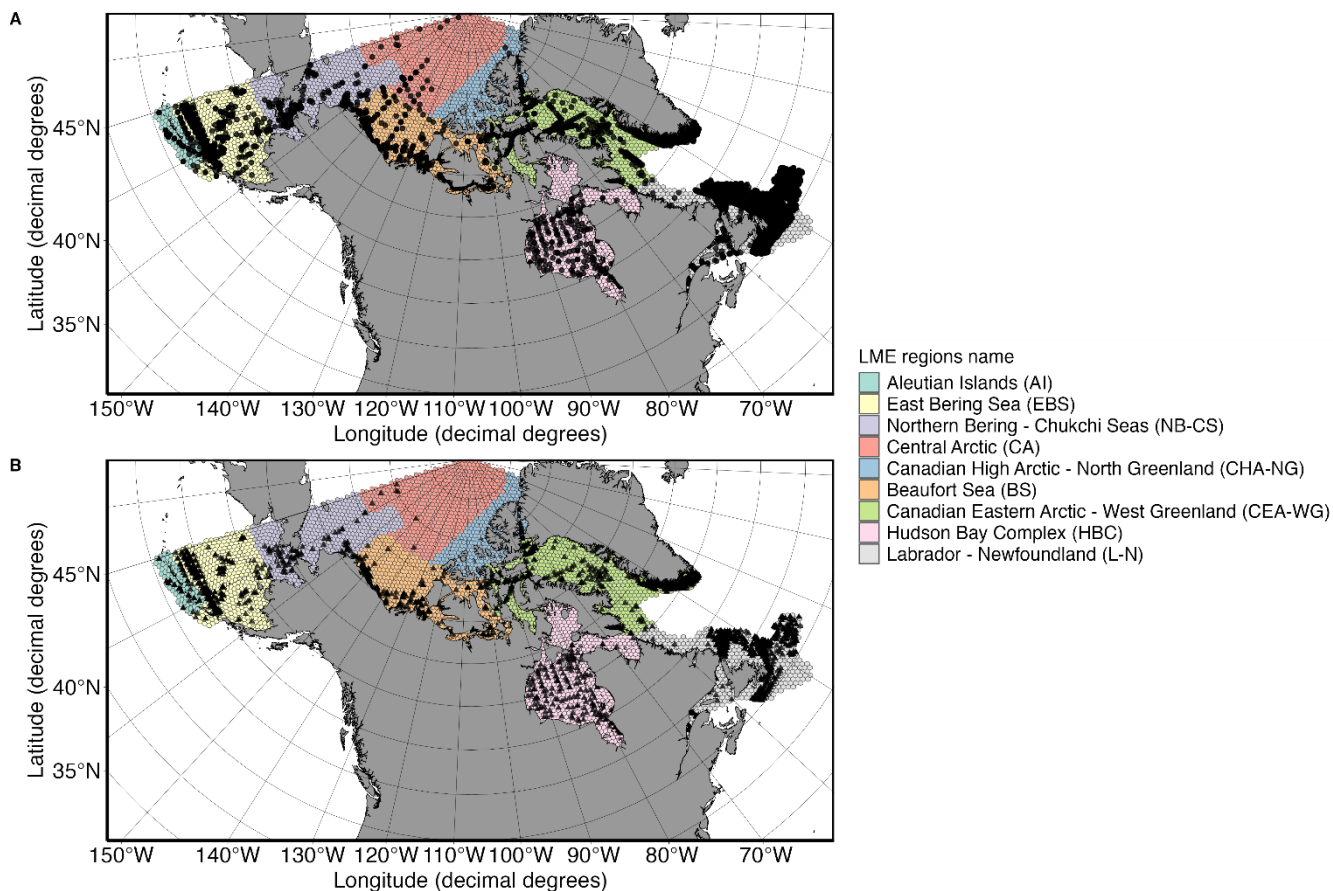 A
45°N
40°N
35°N
Latitude (decimal degrees)
150°W 140°W 130°W 120°W 110°W 100°W 90°W 80°W 70°W
Longitude (decimal degrees)
LME regions name
Aleutian Islands (AI)
East Bering Sea (EBS)
Northern Bering - Chukchi Seas (NB-CS)
Central Arctic (CA)
Canadian High Arctic - North Greenland (CHA-NG)
Beaufort Sea (BS)
Canadian Eastern Arctic - West Greenland (CEA-WG)
Hudson Bay Complex (HBC)
Labrador - Newfoundland (L-N)
B
45°N
40°N
35°N
Latitude (decimal degrees)
150°W 140°W 130°W 120°W 110°W 100°W 90°W 80°W 70°W
Longitude (decimal degrees)